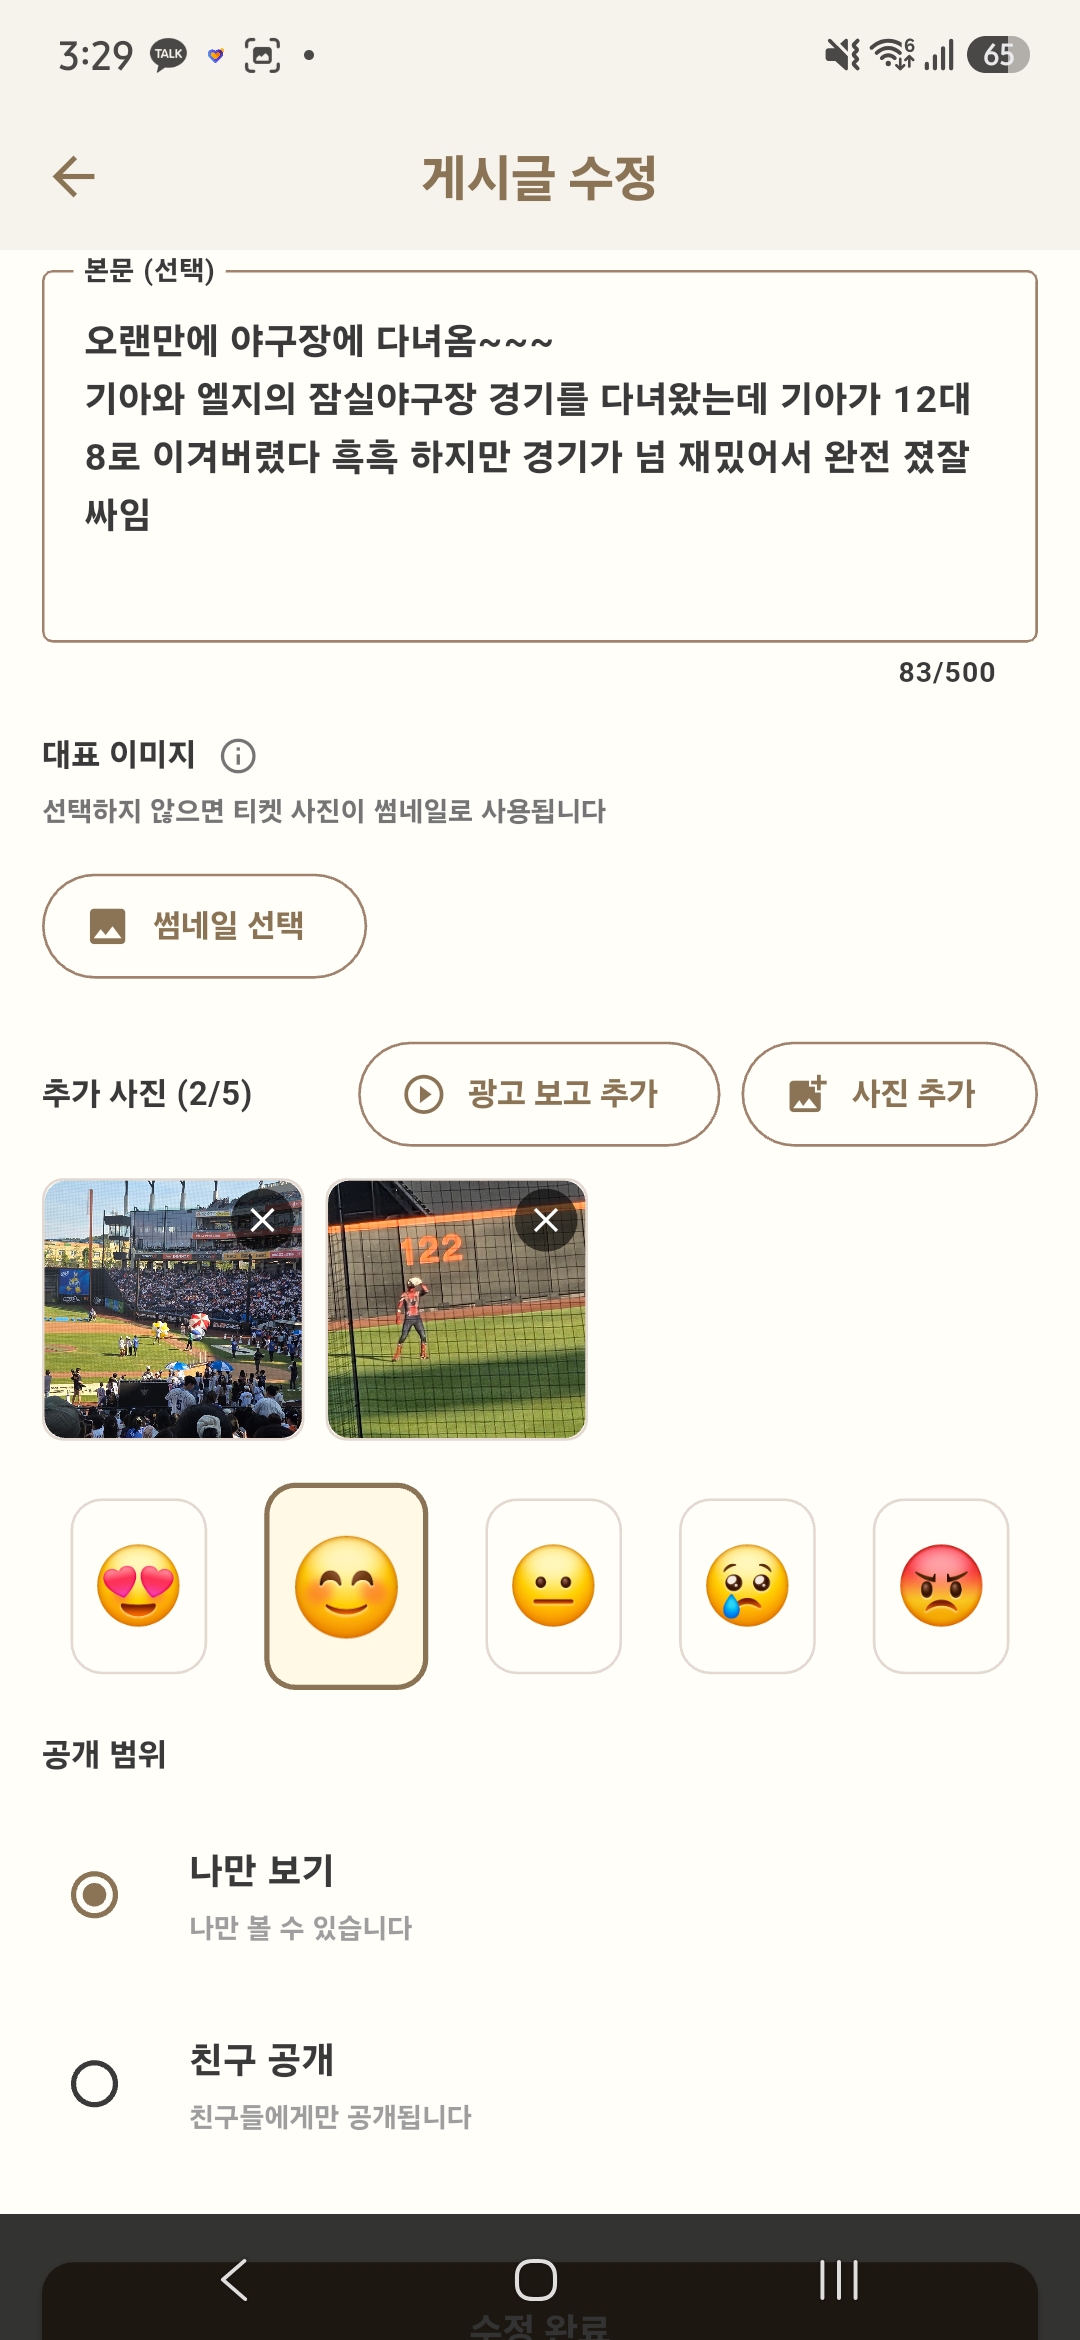 3:29
TALK
6
65
게시글 수정
본문 (선택)
오랜만에 야구장에 다녀옴~~~
기아와 엘지의 잠실야구장 경기를 다녀왔는데 기아가 12대
8로 이겨버렸다 흑흑 하지만 경기가 넘 재밌어서 완전 졌잘
싸임
83/500
대표 이미지
선택하지 않으면 티켓 사진이 썸네일로 사용됩니다
썸네일 선택
추가 사진 (2/5)
광고 보고 추가
사진 추가
122
공개 범위
나만 보기
나만 볼 수 있습니다
친구 공개
친구들에게만 공개됩니다
수정 완료